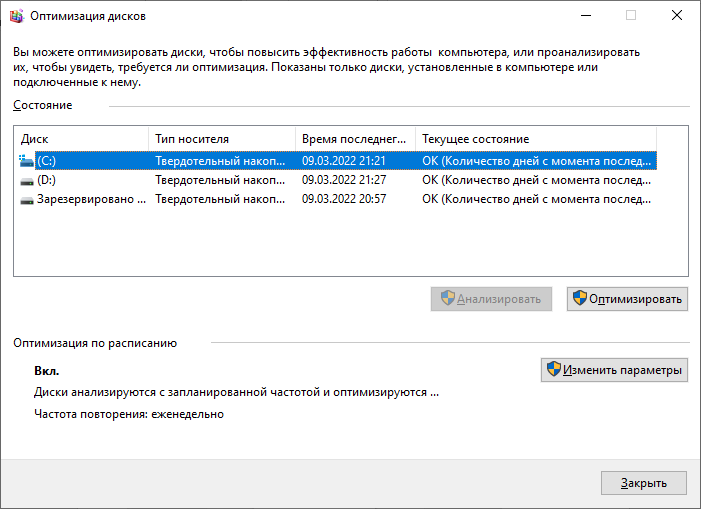 Оптимизация дисков
Вы можете оптимизировать диски, чтобы повысить эффективность работы  компьютера, или проанализировать
их, чтобы увидеть, требуется ли оптимизация. Показаны только диски, установленные в компьютере или
подключенные к нему.
Состояние
Диск Тип носителя Время последнег... Текущее состояние
(C:) Твердотельный накоп... 09.03.2022 21:21 ОК (Количество дней с момента послед...
(D:) Твердотельный накоп... 09.03.2022 21:27 ОК (Количество дней с момента послед...
Зарезервировано ... Твердотельный накоп... 09.03.2022 20:57 ОК (Количество дней с момента послед...
Анализировать Оптимизировать
Оптимизация по расписанию
Вкл. Изменить параметры
Диски анализируются с запланированной частотой и оптимизируются ...
Частота повторения: еженедельно
Закрыть